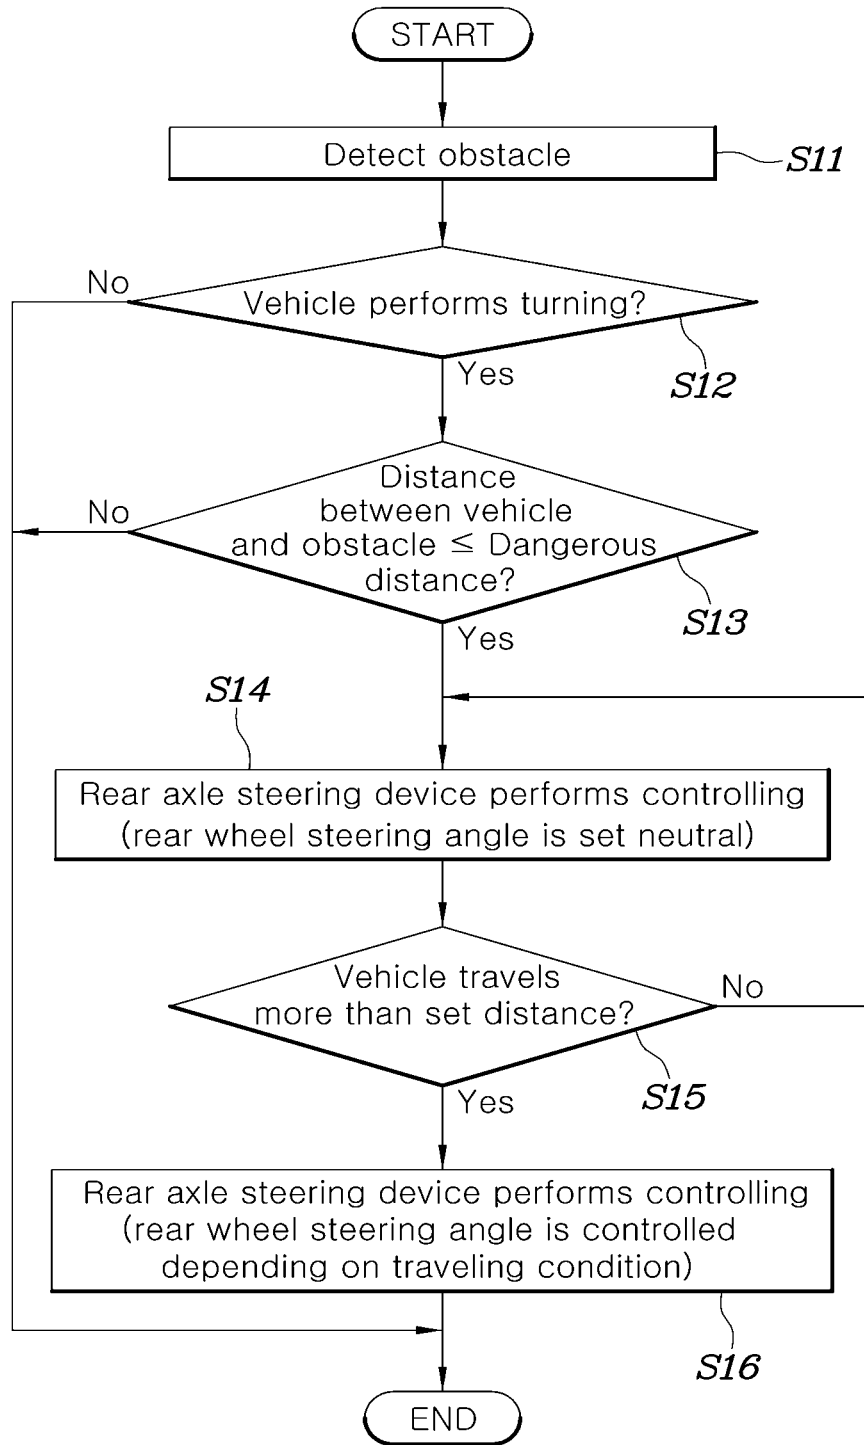 START
Detect obstacle
S11
No
Vehicle performs turning?
S12
Yes
Distance
between vehicle
and obstacle ≤ Dangerous
distance?
No
S13
Yes
S14
Rear axle steering device performs controlling
(rear wheel steering angle is set neutral)
Vehicle travels
more than set distance?
No
S15
Yes
Rear axle steering device performs controlling
(rear wheel steering angle is controlled
depending on traveling condition)
S16
END